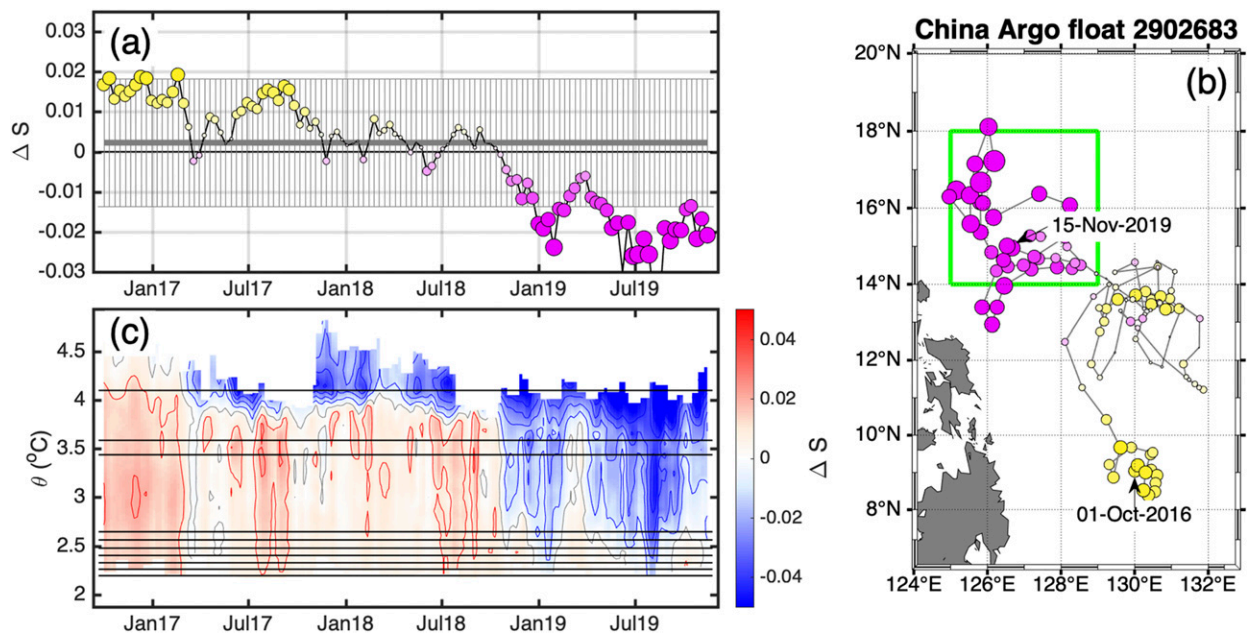 (a)
0.03
0.02
0.01
0
-0.01
-0.02
-0.03
Δ S
Jan17 Jul17 Jan18 Jul18 Jan19 Jul19
(c)
4.5
4
3.5
3
2.5
2
θ (ºC)
Jan17 Jul17 Jan18 Jul18 Jan19 Jul19
0.04
0.02
0
-0.02
-0.04
Δ S
China Argo float 2902683
(b)
20°N
18°N
16°N
14°N
12°N
10°N
8°N
15-Nov-2019
01-Oct-2016
124°E 126°E 128°E 130°E 132°E